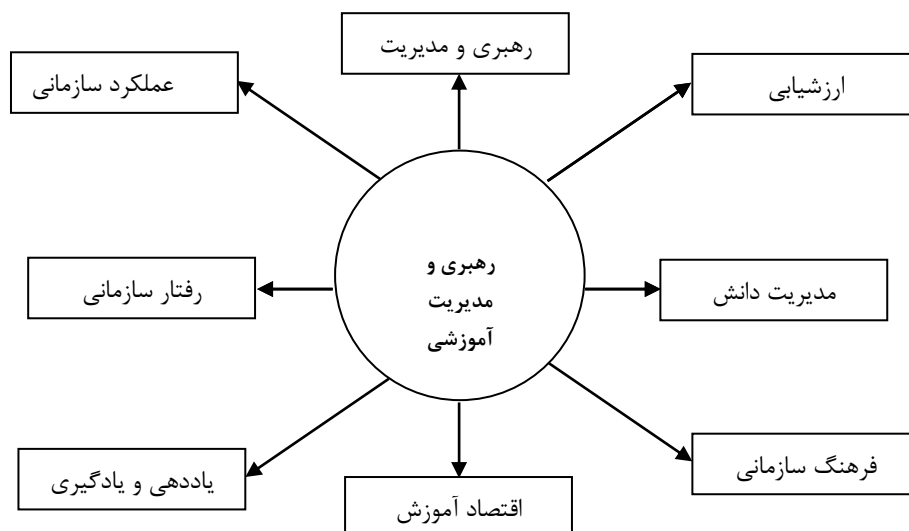 رهبری و مدیریت
ارزشیابی
عملکرد سازمانی
رهبری و
مدیریت
آموزشی
مدیریت دانش
رفتار سازمانی
فرهنگ سازمانی
یاددهی و یادگیری
اقتصاد آموزش